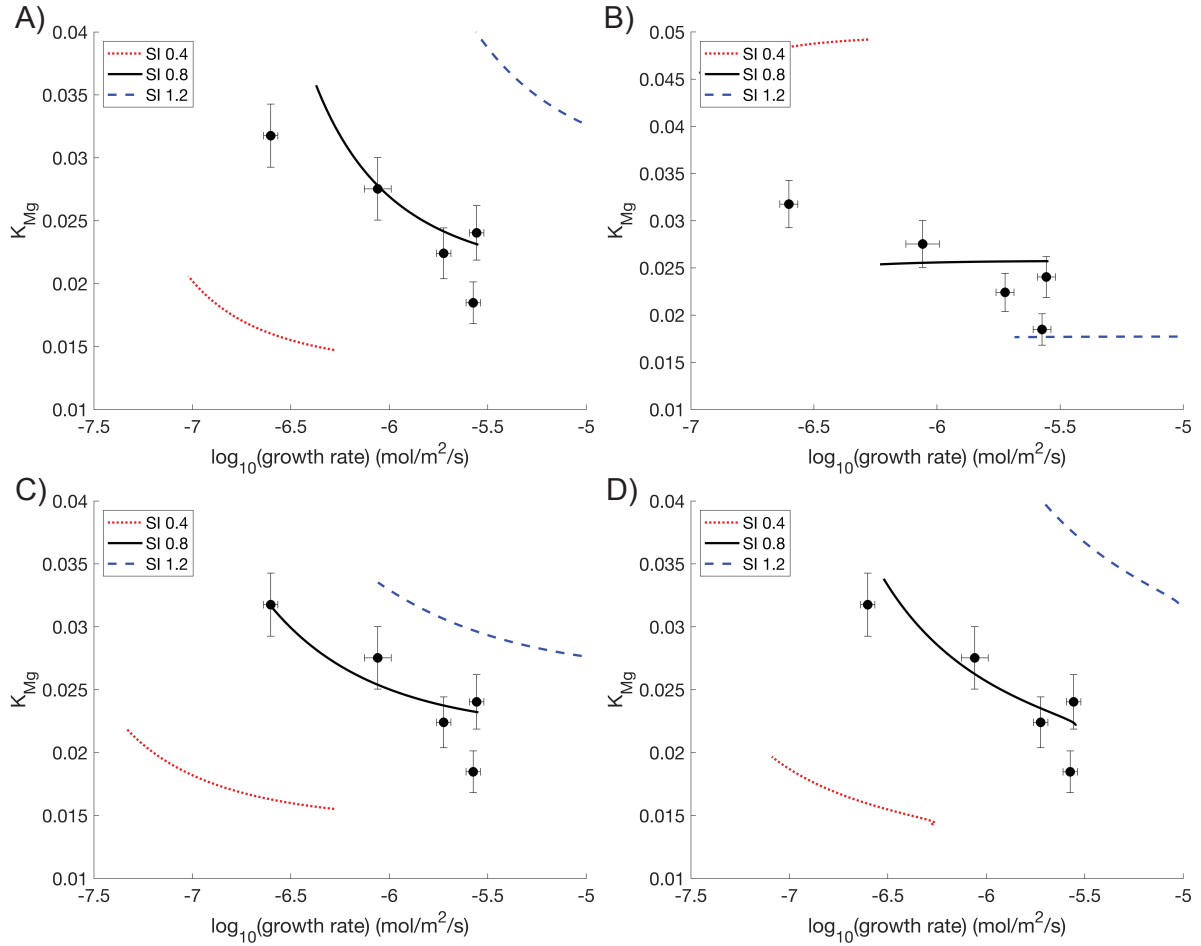 A)
0.04
0.035
0.03
0.025
0.02
0.015
0.01
K_Mg
SI 0.4
SI 0.8
SI 1.2
-7.5
-7
-6.5
-6
-5.5
-5
log₁₀(growth rate) (mol/m²/s)
B)
0.05
0.045
0.04
0.035
0.03
0.025
0.02
0.015
0.01
K_Mg
SI 0.4
SI 0.8
SI 1.2
-7
-6.5
-6
-5.5
-5
log₁₀(growth rate) (mol/m²/s)
C)
0.04
0.035
0.03
0.025
0.02
0.015
0.01
K_Mg
SI 0.4
SI 0.8
SI 1.2
-7.5
-7
-6.5
-6
-5.5
-5
log₁₀(growth rate) (mol/m²/s)
D)
0.04
0.035
0.03
0.025
0.02
0.015
0.01
K_Mg
SI 0.4
SI 0.8
SI 1.2
-7.5
-7
-6.5
-6
-5.5
-5
log₁₀(growth rate) (mol/m²/s)